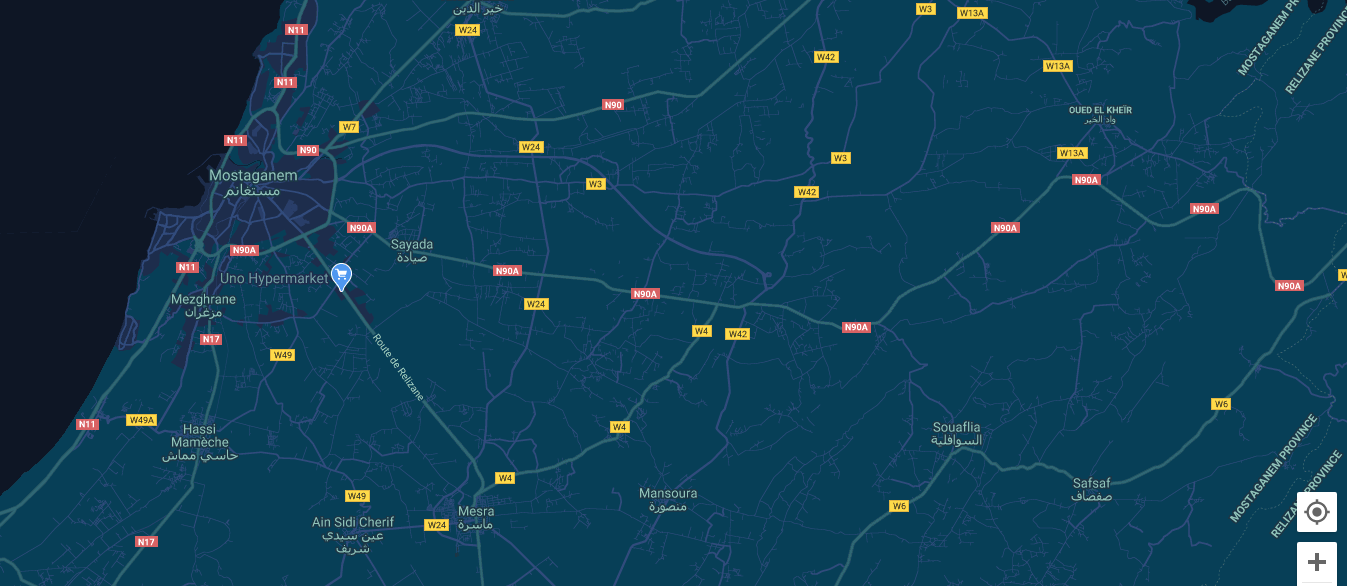 خير الدين
N11
W24
W3
W13A
MOSTAGANEM PR
RELIZANE PROVINCE
W42
W13A
N11
N90
OUED EL KHEÏR
واد الخير
W7
N11
N90
W24
W3
W13A
Mostaganem
مستغانم
W3
W42
N90A
N90A
N90A
N90A
Sayada
صيادة
N90A
N11
Uno Hypermarket
N90A
N90A
N90A
W
Mezghrane
مزغران
W24
N17
W4
W42
N90A
W49
Route de Relizane
W6
N11
W49A
Hassi
Mamèche
حاسي مماش
W4
Souaflia
السوافلية
MOSTAGANEM PROVINCE
RELIZANE PROVINCE
W4
W49
Mansoura
منصورة
W6
Safsaf
صفصاف
Ain Sidi Cherif
عين سيدي
شريف
W24
Mesra
ماسرة
N17